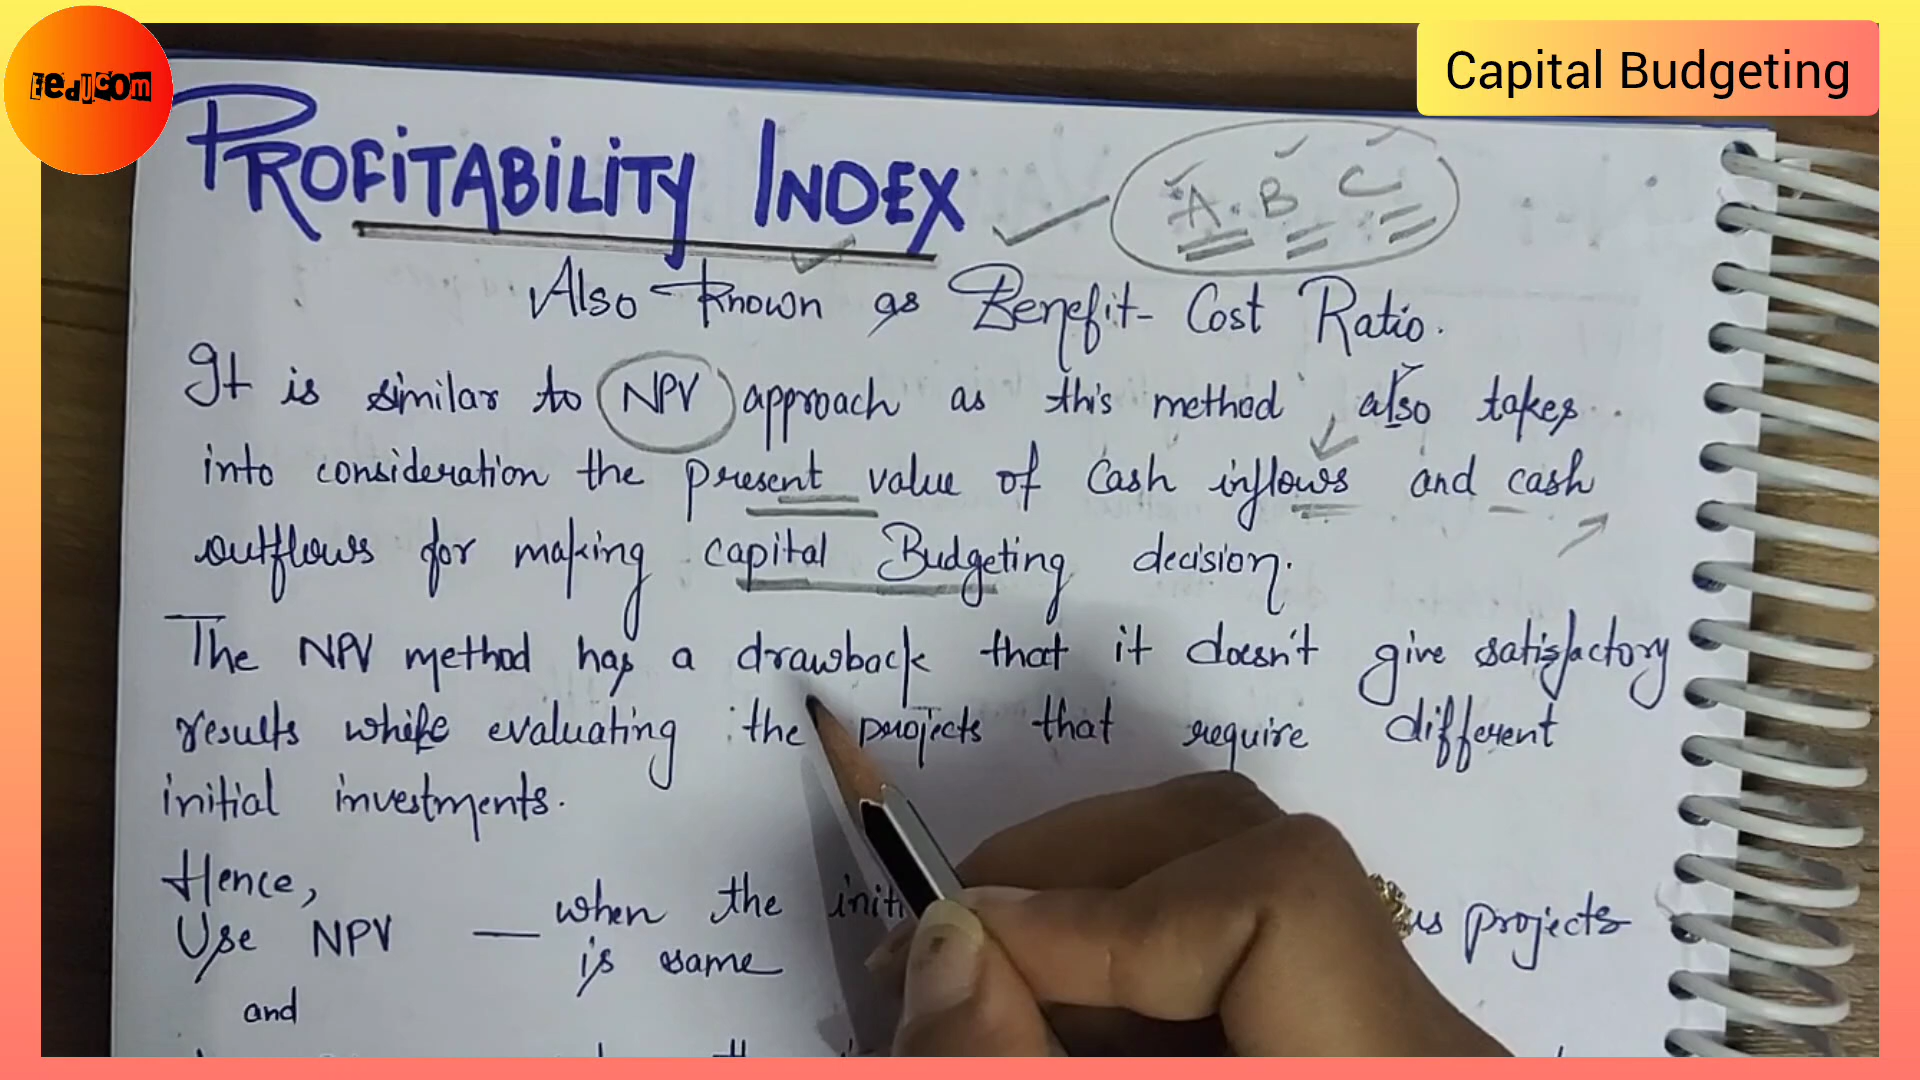 EeduCom
Capital Budgeting
PROFITABILITY INDEX
A. B C
Also known as Benefit-Cost Ratio.
It is similar to NPV approach as this method also takes
into consideration the present value of cash inflows and cash
outflows for making capital Budgeting decision.
The NPV method has a drawback that it doesn't give satisfactory
results while evaluating the projects that require different
initial investments.
Hence,
Use NPV — when the projects
is same
and